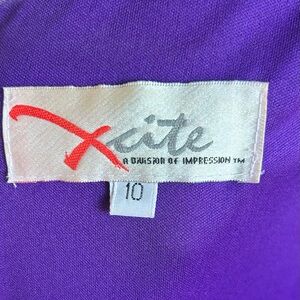 Xcite
A DIVISION OF IMPRESSION TM
10